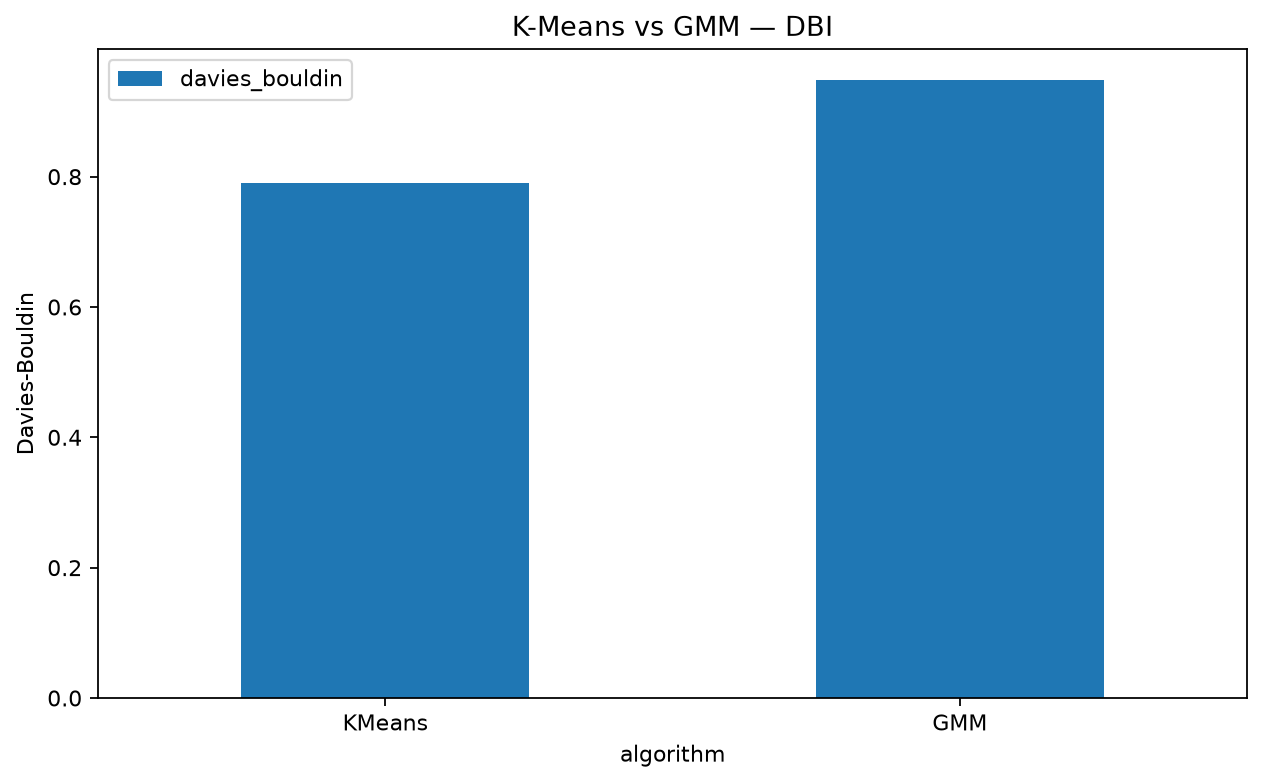 K-Means vs GMM — DBI
davies_bouldin
Davies-Bouldin
0.8
0.6
0.4
0.2
0.0
KMeans
GMM
algorithm